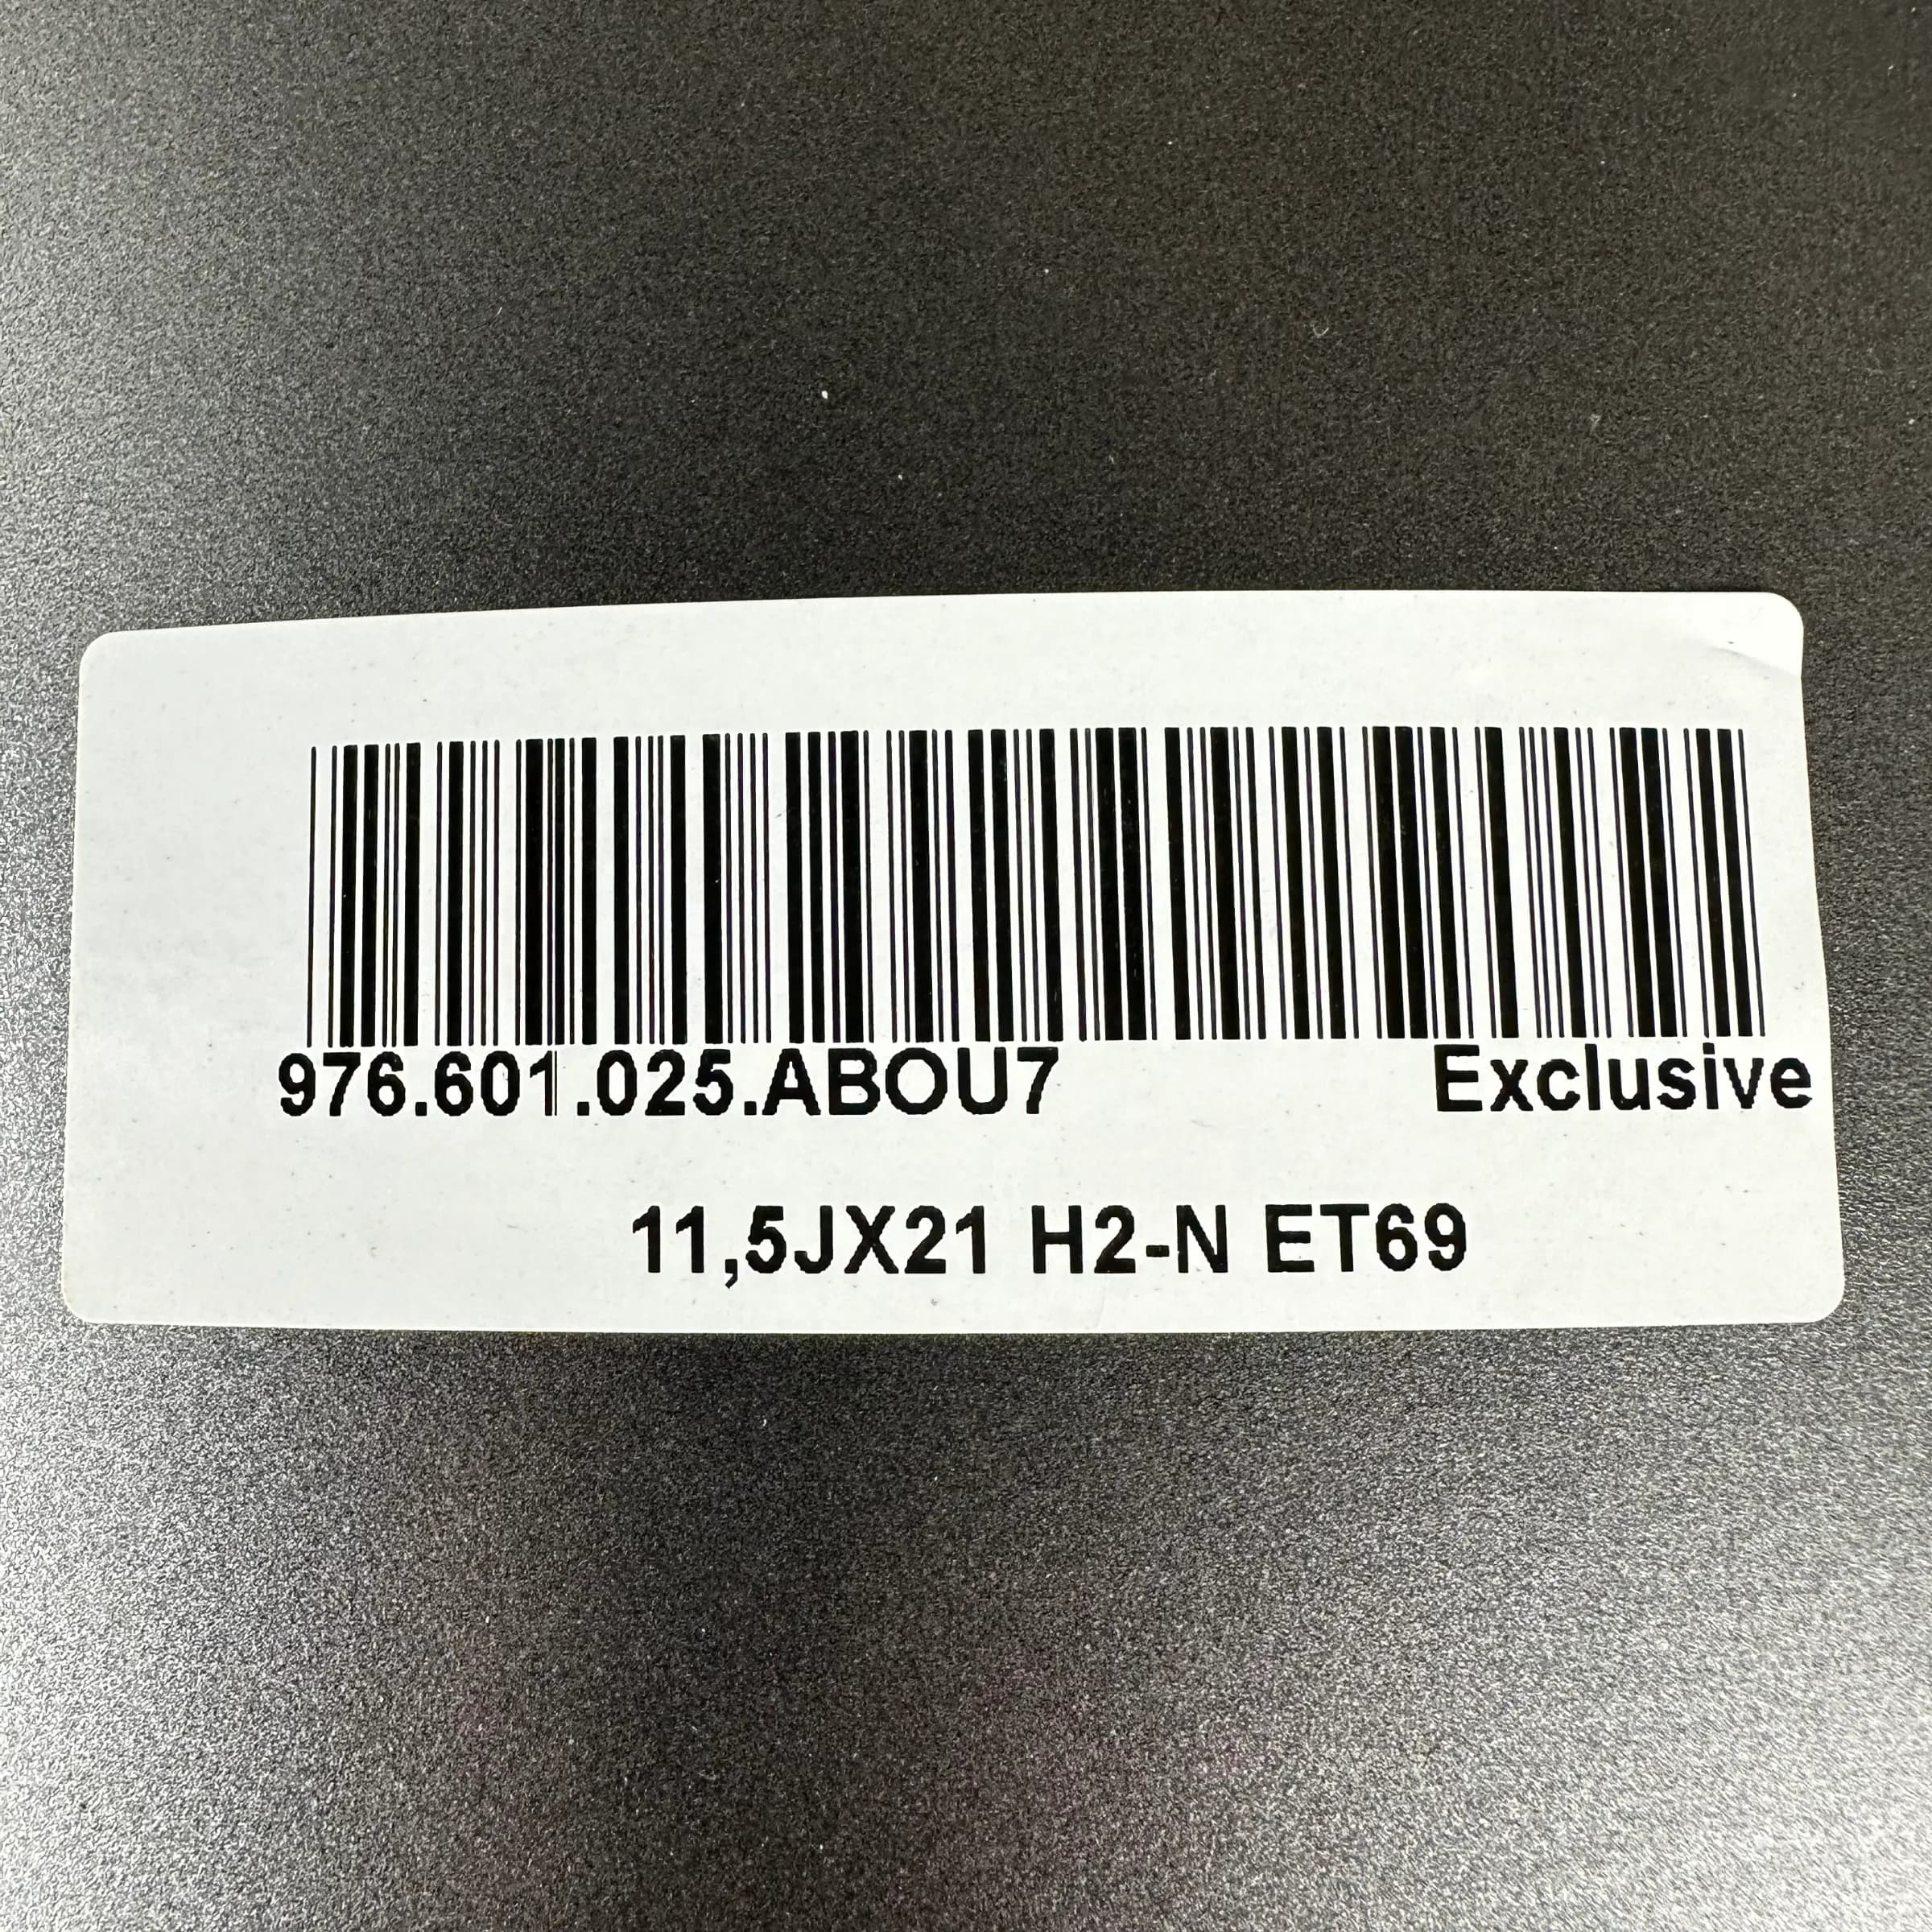 976.601.025.ABOU7 Exclusive
11,5JX21 H2-N ET69